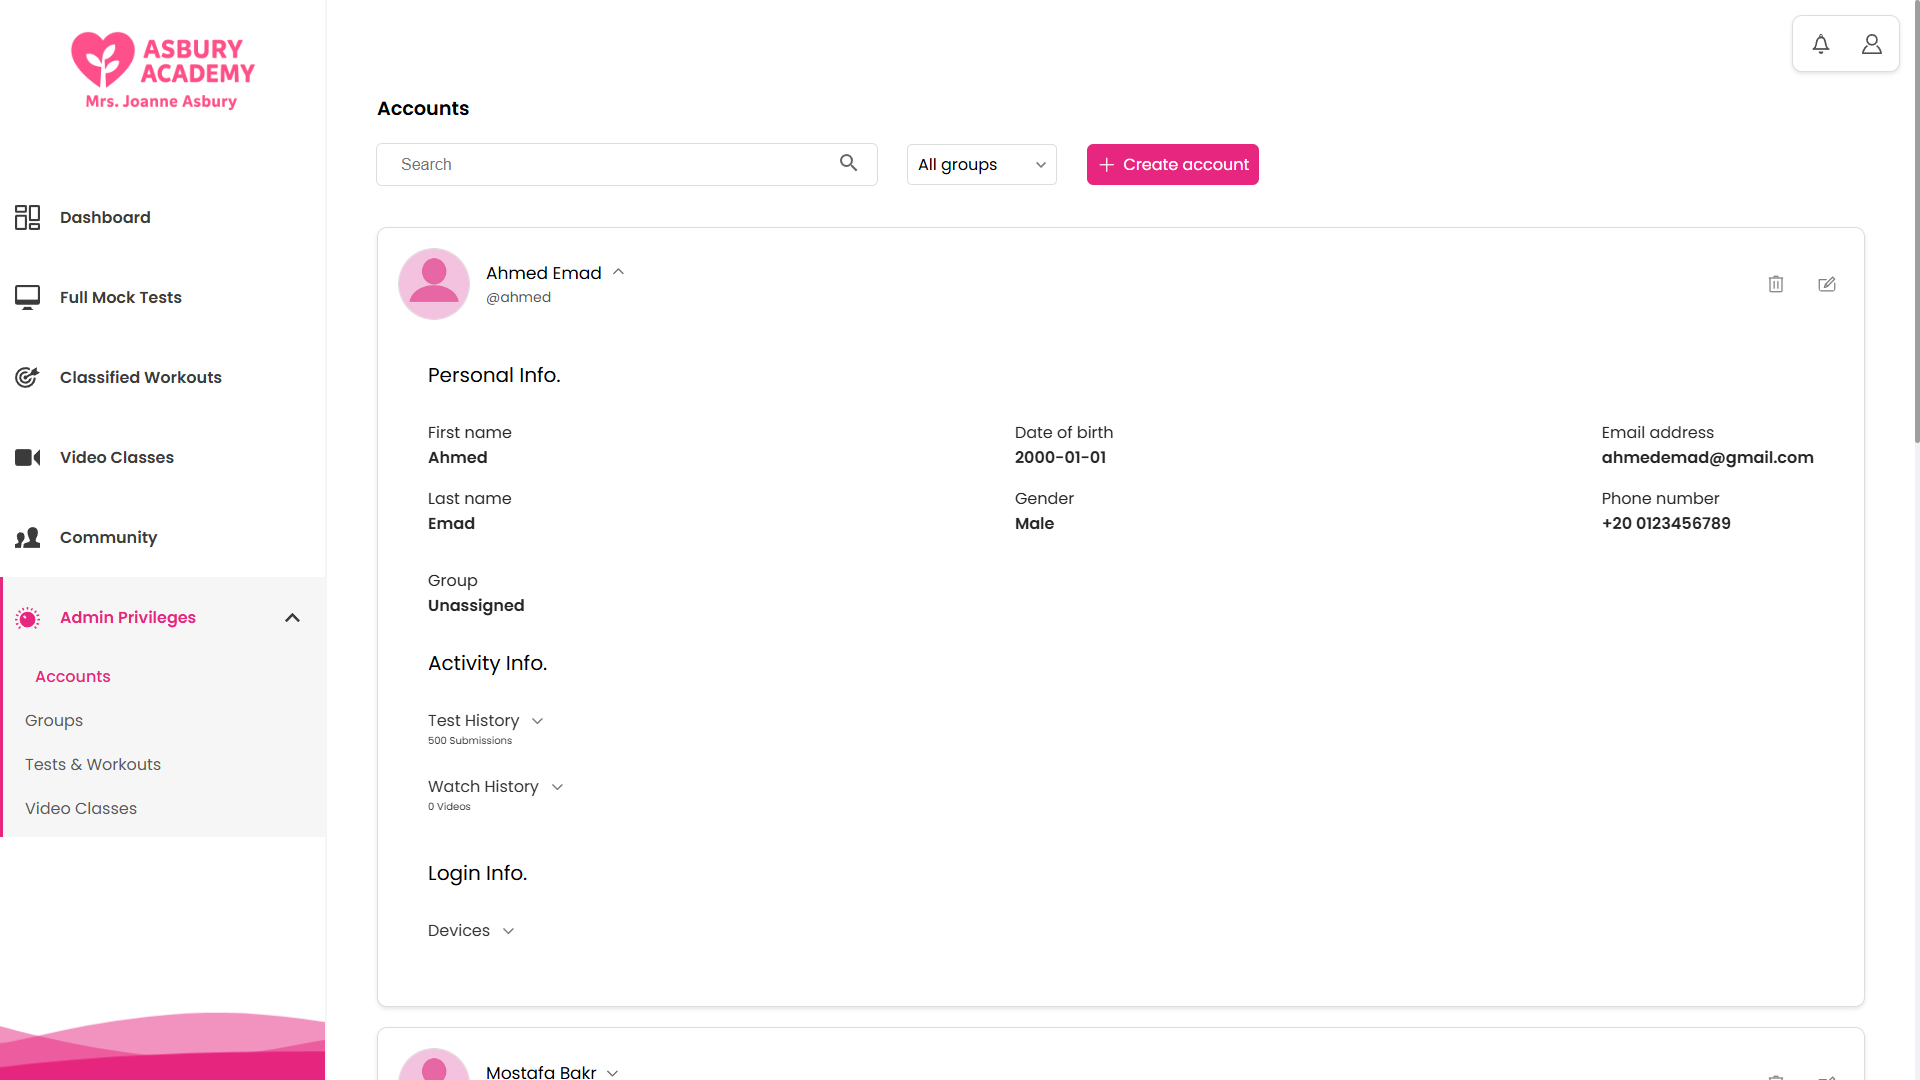 ASBURY
ACADEMY
Mrs. Joanne Asbury
Dashboard
Full Mock Tests
Classified Workouts
Video Classes
Community
Admin Privileges
Accounts
Groups
Tests & Workouts
Video Classes
Accounts
Search
All groups
Create account
Ahmed Emad
@ahmed
Personal Info.
First name
Ahmed
Date of birth
2000-01-01
Email address
ahmedemad@gmail.com
Last name
Emad
Gender
Male
Phone number
+20 0123456789
Group
Unassigned
Activity Info.
Test History
500 Submissions
Watch History
0 Videos
Login Info.
Devices
Mostafa Bakr